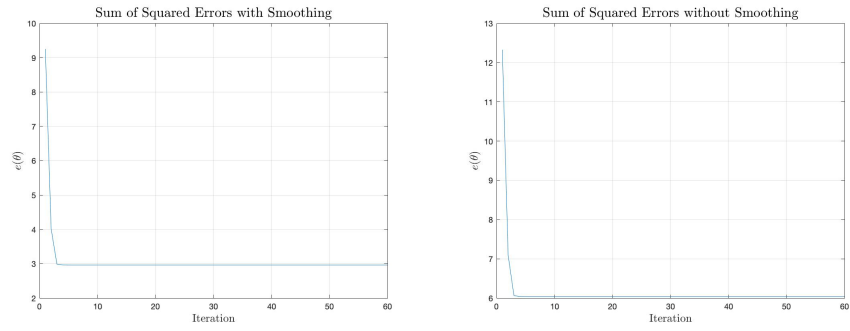 Sum of Squared Errors with Smoothing
10
9
8
7
6
5
4
3
2
e(θ)
0 10 20 30 40 50 60
Iteration
Sum of Squared Errors without Smoothing
13
12
11
10
9
8
7
6
e(θ)
0 10 20 30 40 50 60
Iteration